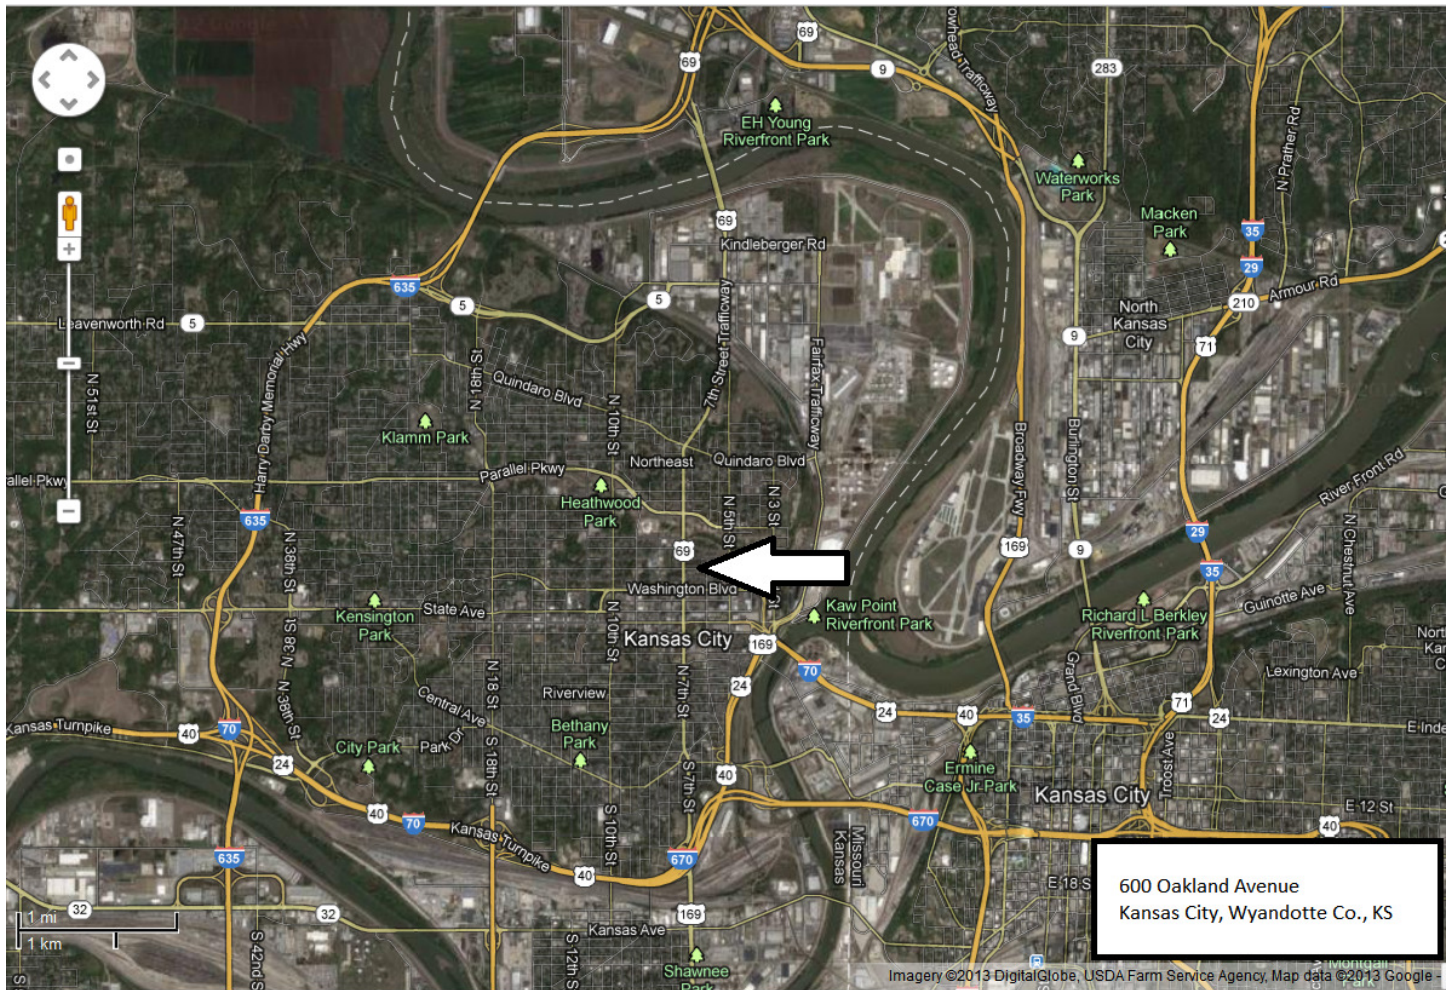 69
69
9
283
owhead Trafficway
EH Young
Riverfront Park
Waterworks
Park
Macken
Park
N Prather Rd
35
29
69
Kindleberger Rd
635
5
5
Leavenworth Rd
5
Harry Darby Memorial Hwy
N 51st St
N 18th St
Quindaro Blvd
N 10th St
7th Street Trafficway
Fairfax Trafficway
North
Kansas
City
9
210
Armour Rd
71
Klamm Park
Parallel Pkwy
Northeast
Quindaro Blvd
Broadway Fwy
Burlington St
River Front Rd
allel Pkwy
Heathwood
Park
N 5th St
N 3 St
635
N 47th St
N 38th St
69
169
9
29
35
N Chestnut Ave
Guinotte Ave
Washington Blvd
Kensington
Park
State Ave
N 10th St
Kansas City
Kaw Point
Riverfront Park
Richard L Berkley
Riverfront Park
169
70
24
N 38 St
N 38th St
N 18 St
Riverview
N 7th St
Grand Blvd
Lexington Ave
Central Ave
Park Dr
Bethany
Park
24
40
35
71
24
E Inde
Kansas Turnpike
40
70
24
City Park
S 18th St
S 7th St
40
Ermine
Case Jr Park
Troost Ave
Kansas City
40
70
Kansas Turnpike
S 10th St
670
670
E 12 St
40
635
40
Missouri
Kansas
E 18 S
600 Oakland Avenue
Kansas City, Wyandotte Co., KS
32
32
169
Kansas Ave
1 mi
1 km
S 42nd S
S 12th S
Shawnee
Park
Imagery ©2013 DigitalGlobe, USDA Farm Service Agency, Map data ©2013 Google -